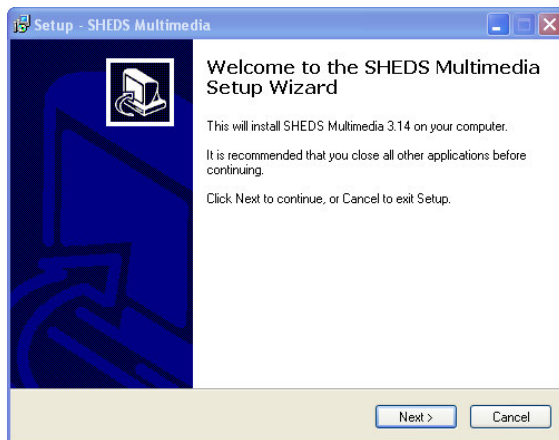 Setup - SHEDS Multimedia
Welcome to the SHEDS Multimedia
Setup Wizard
This will install SHEDS Multimedia 3.14 on your computer.
It is recommended that you close all other applications before
continuing.
Click Next to continue, or Cancel to exit Setup.
Next >
Cancel